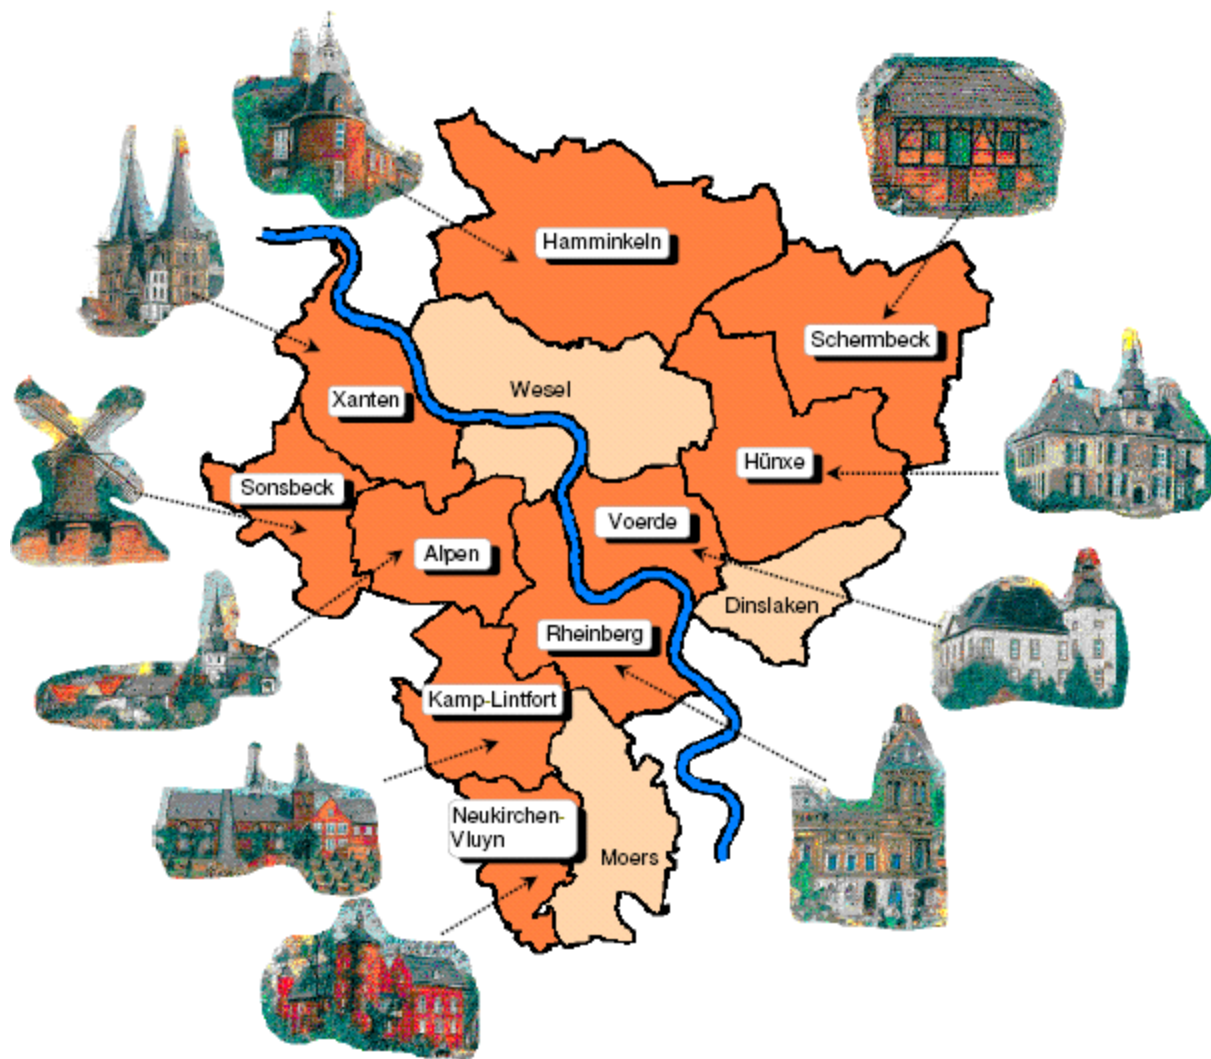 Hamminkeln
Schermbeck
Wesel
Xanten
Hünxe
Sonsbeck
Voerde
Alpen
Dinslaken
Rheinberg
Kamp-Lintfort
Neukirchen-
Vluyn
Moers